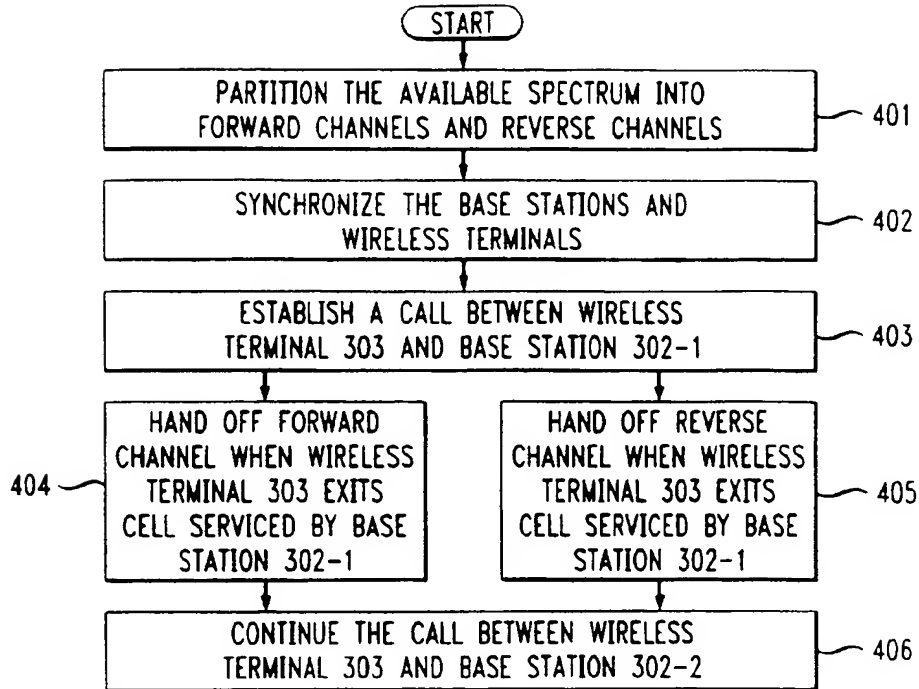 START
PARTITION THE AVAILABLE SPECTRUM INTO
FORWARD CHANNELS AND REVERSE CHANNELS
401
SYNCHRONIZE THE BASE STATIONS AND
WIRELESS TERMINALS
402
ESTABLISH A CALL BETWEEN WIRELESS
TERMINAL 303 AND BASE STATION 302-1
403
HAND OFF FORWARD
CHANNEL WHEN WIRELESS
TERMINAL 303 EXITS
CELL SERVICED BY BASE
STATION 302-1
404
HAND OFF REVERSE
CHANNEL WHEN WIRELESS
TERMINAL 303 EXITS
CELL SERVICED BY BASE
STATION 302-1
405
CONTINUE THE CALL BETWEEN WIRELESS
TERMINAL 303 AND BASE STATION 302-2
406